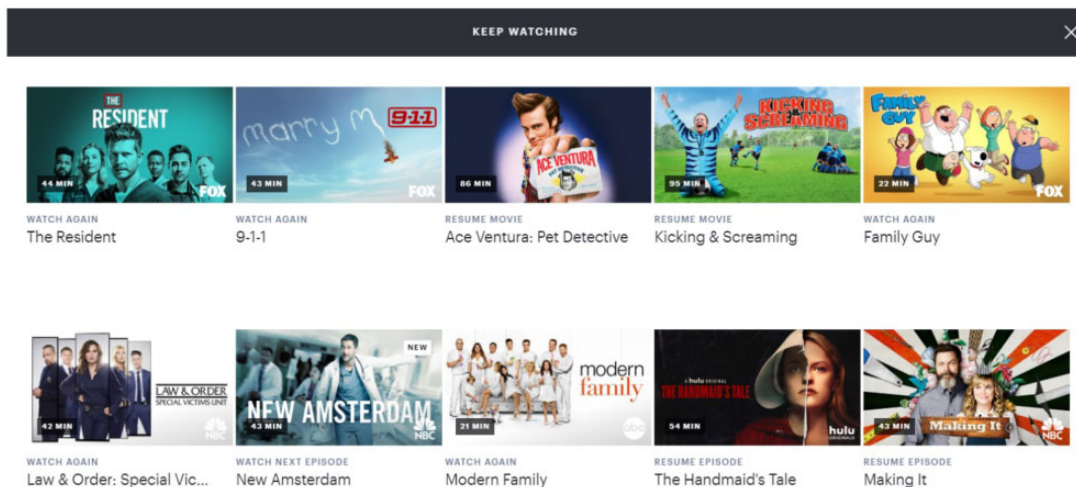 KEEP WATCHING
THE
RESIDENT
44 MIN
FOX
WATCH AGAIN
The Resident
marry M
9-1-1
43 MIN
FOX
WATCH AGAIN
9-1-1
ACE VENTURA
PET DETECTIVE
86 MIN
RESUME MOVIE
Ace Ventura: Pet Detective
KICKING &
SCREAMING
95 MIN
RESUME MOVIE
Kicking & Screaming
FAMILY
GUY
22 MIN
FOX
WATCH AGAIN
Family Guy
LAW & ORDER
SPECIAL VICTIMS UNIT
42 MIN
NBC
WATCH AGAIN
Law & Order: Special Vic...
NEW
NEW AMSTERDAM
43 MIN
NBC
WATCH NEXT EPISODE
New Amsterdam
modern
family
21 MIN
abc
WATCH AGAIN
Modern Family
a hulu ORIGINAL
THE HANDMAID'S TALE
54 MIN
hulu
ORIGINALS
RESUME EPISODE
The Handmaid's Tale
Making It
43 MIN
NBC
RESUME EPISODE
Making It